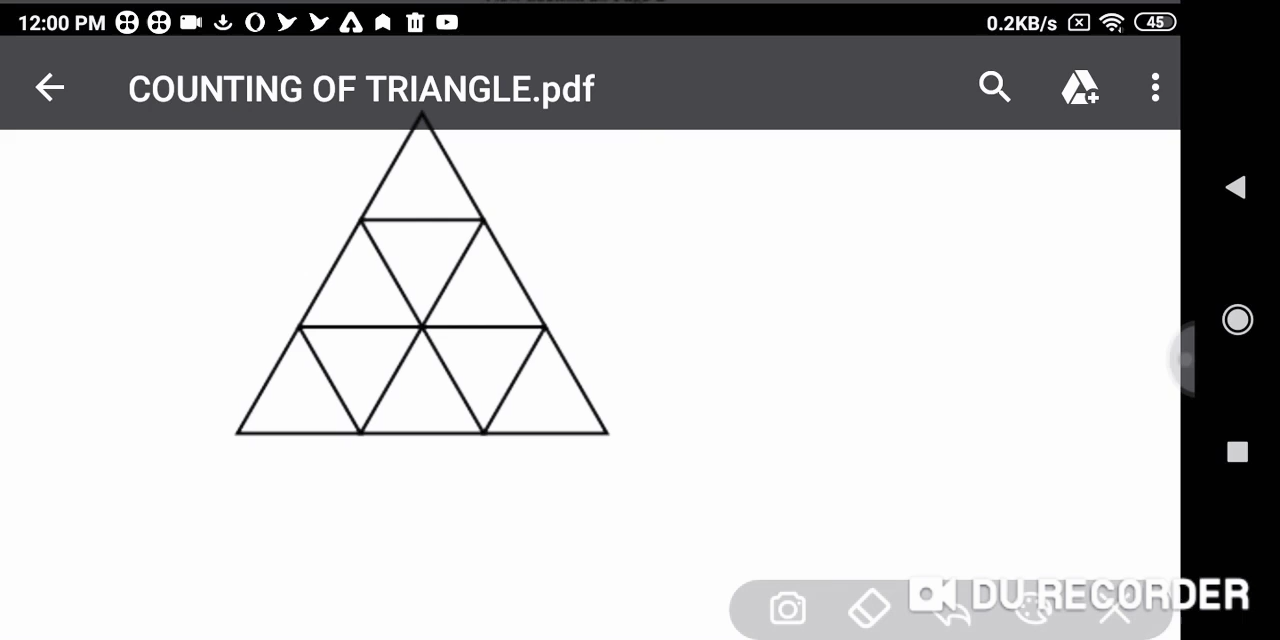 12:00 PM
0.2KB/s
45
COUNTING OF TRIANGLE.pdf
DU RECORDER